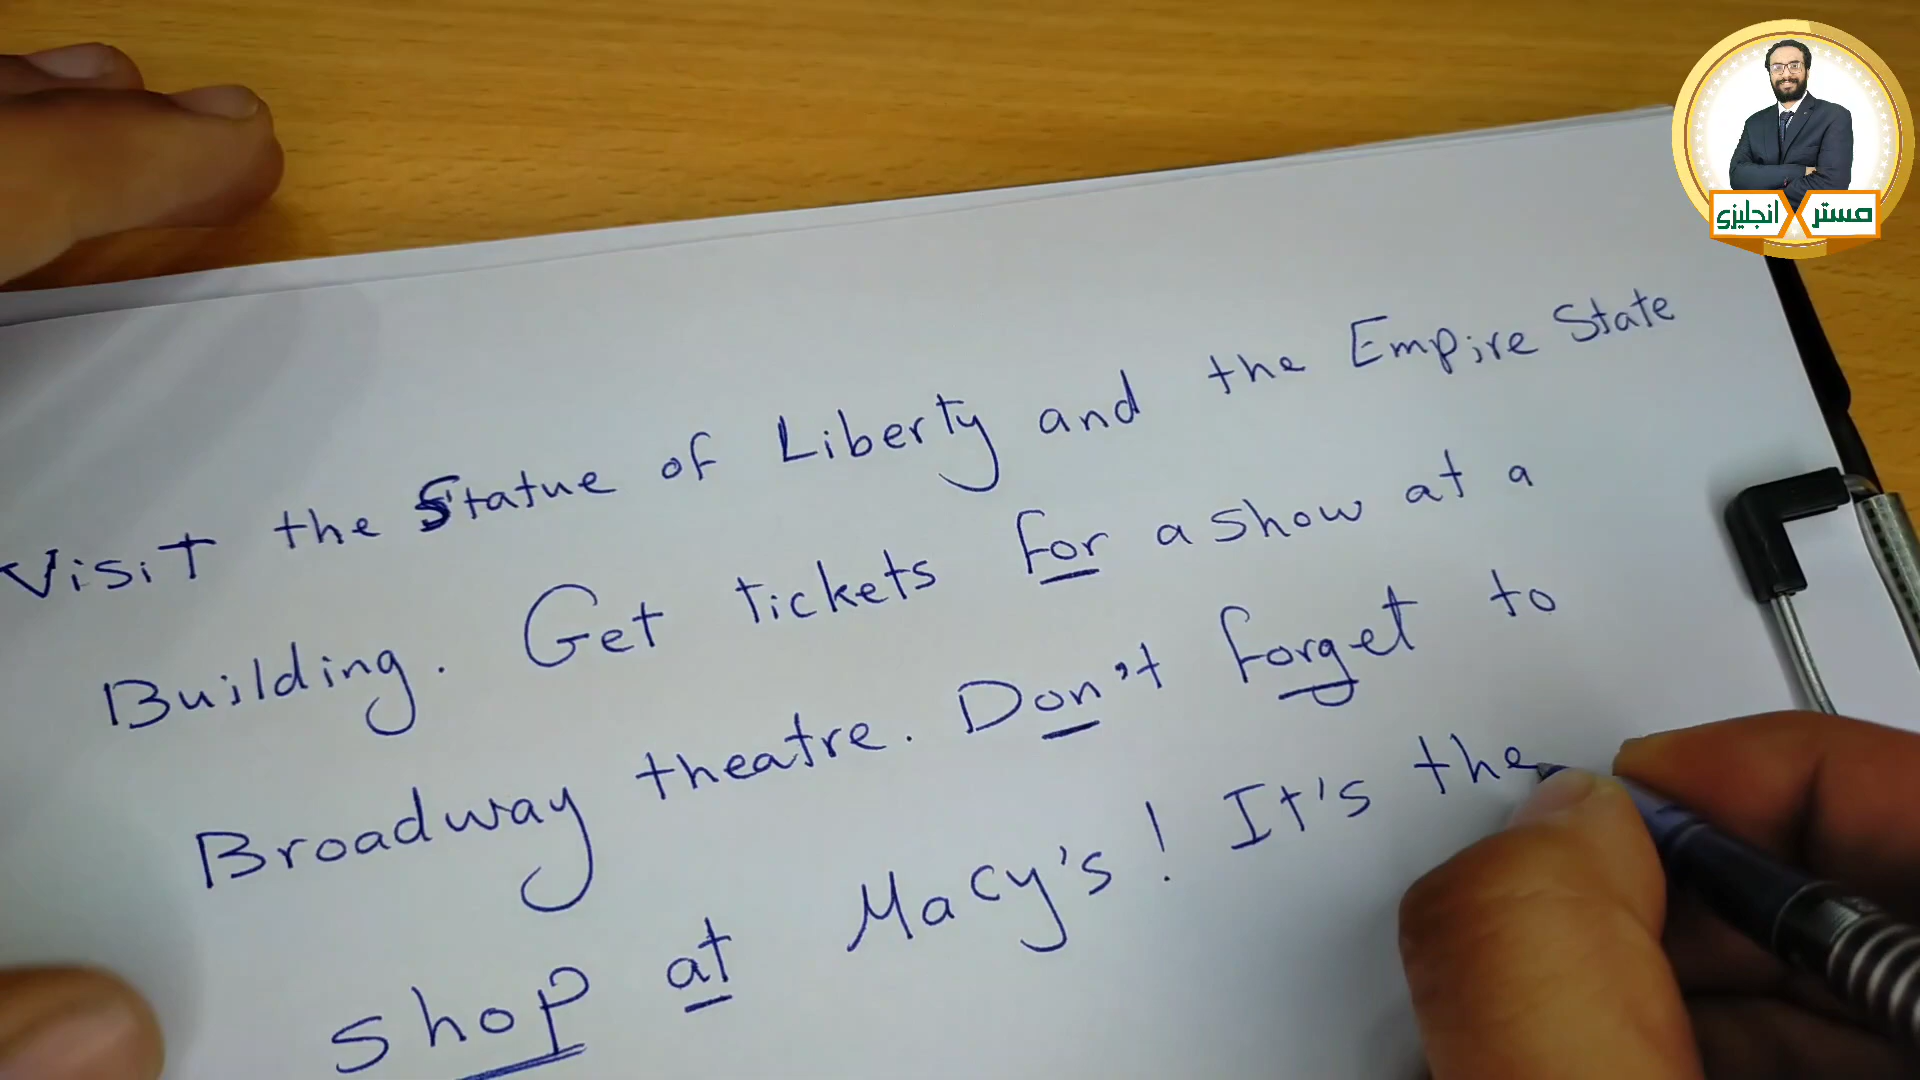 مستر X انجليزي
Visit the Statue of Liberty and the Empire State
Building. Get tickets for a show at a
Broadway theatre. Don't forget to
shop at Macy's! It's the